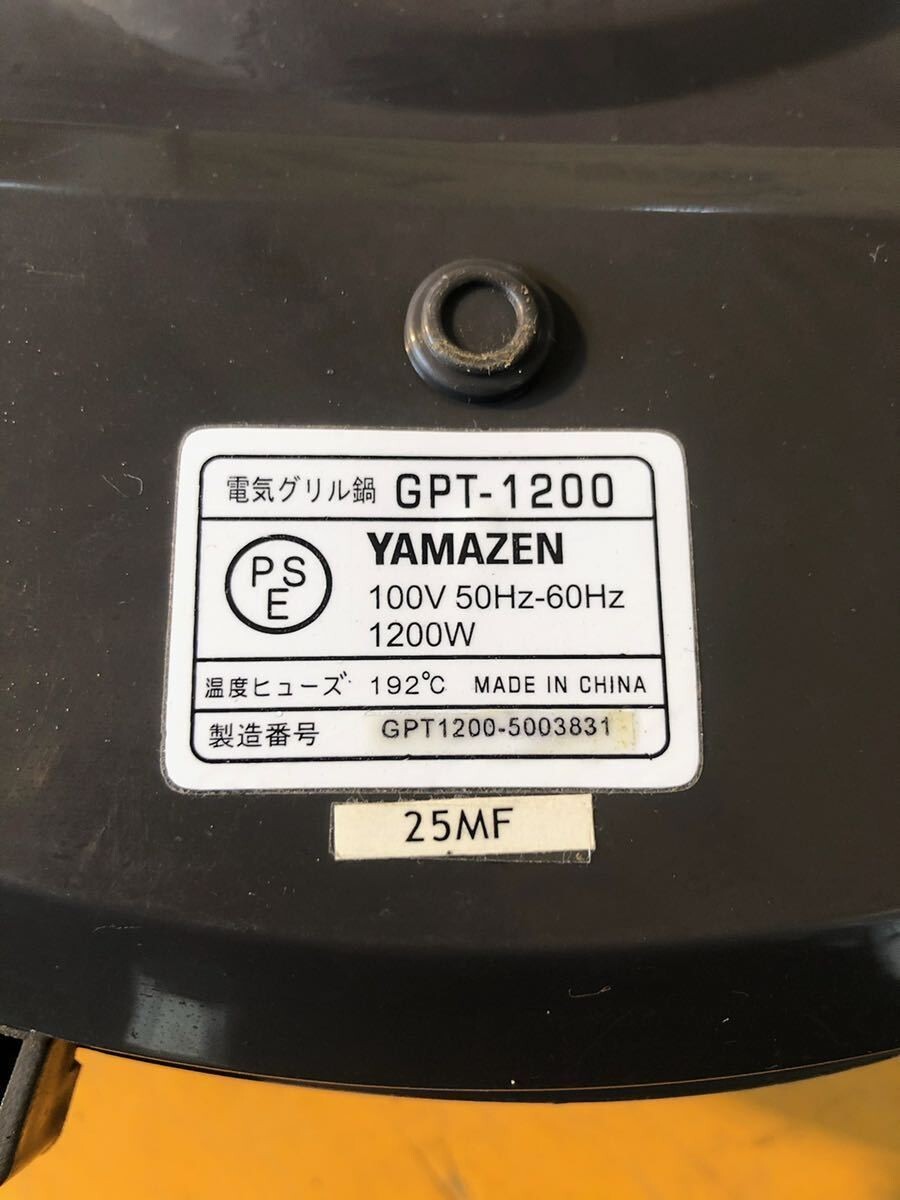 電気グリル鍋 GPT-1200
PSE
YAMAZEN
100V 50Hz-60Hz
1200W
温度ヒューズ 192℃ MADE IN CHINA
製造番号 GPT1200-5003831
25MF